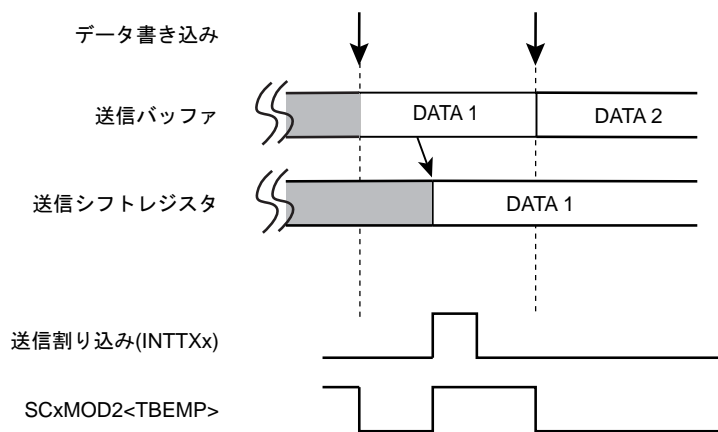 データ書き込み
送信バッファ
DATA 1
DATA 2
送信シフトレジスタ
DATA 1
送信割り込み(INTTXx)
SCxMOD2<TBEMP>